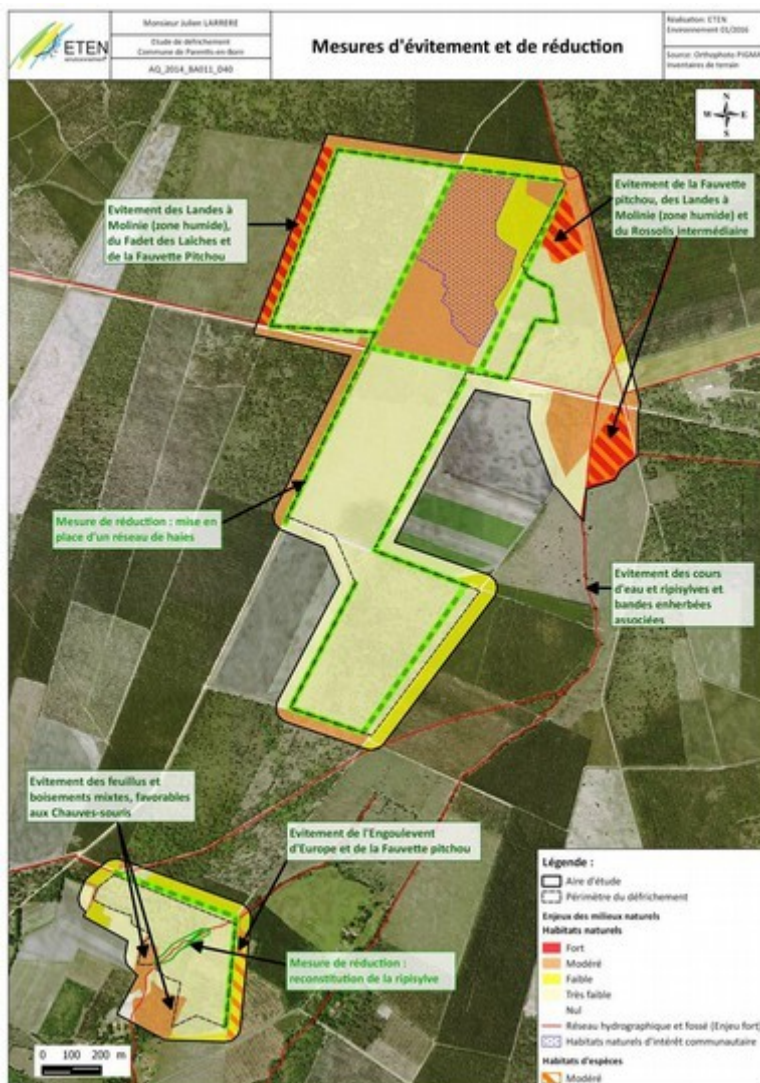 ETEN
environnement
Monsieur Julien LARRERE
Etude de défrichement
Commune de Parentis-en-Born
AQ_2014_BA011_D40
Mesures d'évitement et de réduction
Réalisation: ETEN
Environnement 01/2016
Source: Orthophoto PIGMA
Inventaires de terrain
N
W E
S
Evitement des Landes à
Molinie (zone humide),
du Fadet des Laîches et
de la Fauvette Pitchou
Evitement de la Fauvette
pitchou, des Landes à
Molinie (zone humide) et
du Rossolis intermédiaire
Mesure de réduction : mise en
place d'un réseau de haies
Evitement des cours
d'eau et ripisylves et
bandes enherbées
associées
Evitement des feuillus et
boisements mixtes, favorables
aux Chauves-souris
Evitement de l'Engoulevent
d'Europe et de la Fauvette pitchou
Mesure de réduction :
reconstitution de la ripisylve
0 100 200 m
Légende :
Aire d'étude
Périmètre du défrichement
Enjeux des milieux naturels
Habitats naturels
Fort
Modéré
Faible
Très faible
Nul
Réseau hydrographique et fossé (Enjeu fort)
Habitats naturels d'intérêt communautaire
Habitats d'espèces
Modéré